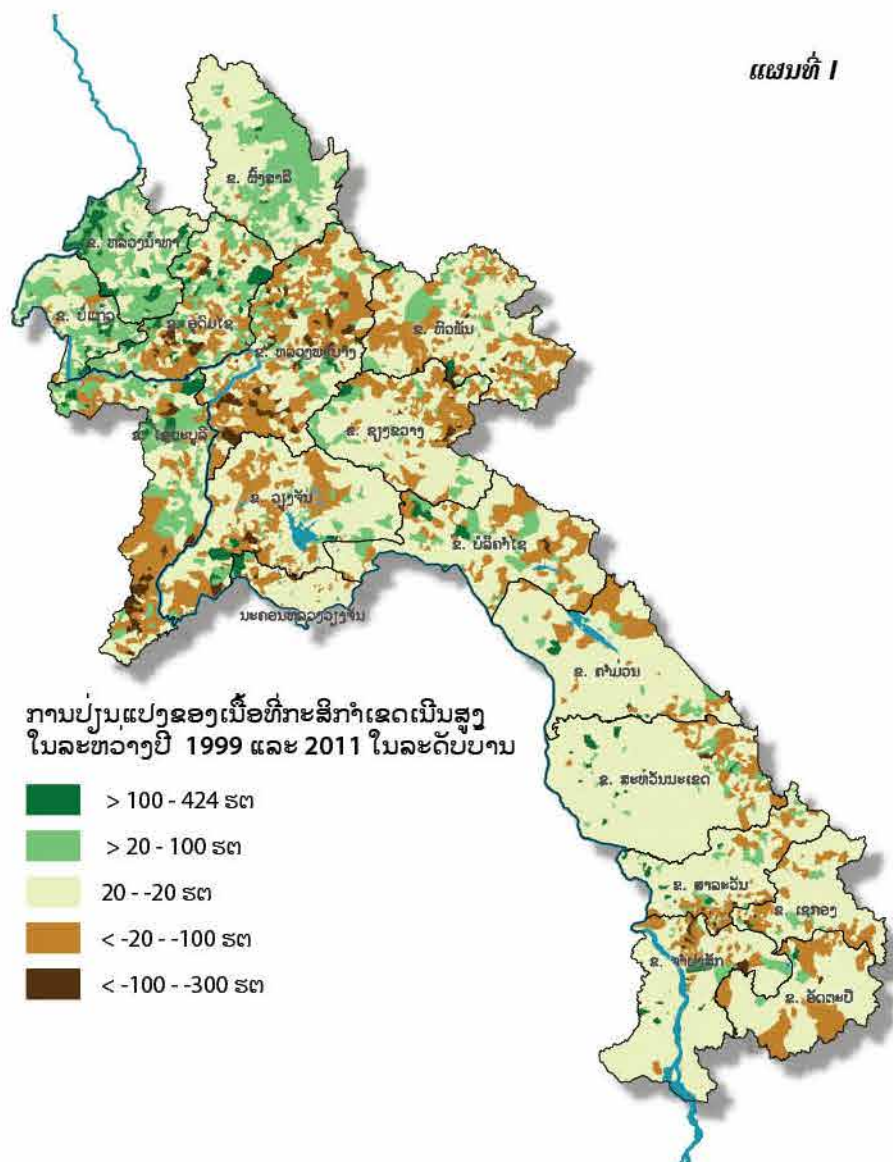 ແຜນທີ່ I
ຂ. ຜົ້ງສາລີ
ຂ. ຫລວງນໍ້າທາ
ຂ. ບໍ່ແກ້ວ
ຂ. ອຸດົມໄຊ
ຂ. ຫລວງພະບາງ
ຂ. ຫົວພັນ
ຂ. ໄຊຍະບູລີ
ຂ. ຊຽງຂວາງ
ຂ. ວຽງຈັນ
ຂ. ບໍລິຄໍາໄຊ
ນະຄອນຫລວງວຽງຈັນ
ຂ. ຄໍາມ່ວນ
ການປ່ຽນແປງຂອງເນື້ອທີ່ກະສິກໍາເຂດເນີນສູງ
ໃນລະຫວ່າງປີ 1999 ແລະ 2011 ໃນລະດັບບ້ານ
ຂ. ສະຫວັນນະເຂດ
> 100 - 424 ຮຕ
> 20 - 100 ຮຕ
20 - -20 ຮຕ
< -20 - -100 ຮຕ
< -100 - -300 ຮຕ
ຂ. ສາລະວັນ
ຂ. ເຊກອງ
ຂ. ຈໍາປາສັກ
ຂ. ອັດຕະປື